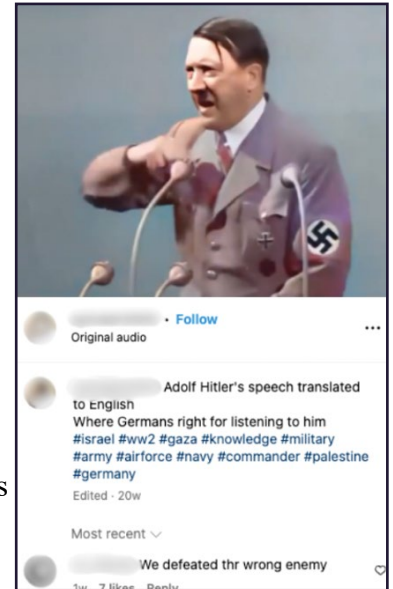 • Follow
Original audio
Adolf Hitler's speech translated
to English
Where Germans right for listening to him
#israel #ww2 #gaza #knowledge #military
#army #airforce #navy #commander #palestine
#germany
Edited · 20w
s
Most recent
We defeated thr wrong enemy
1w 7 likes Reply